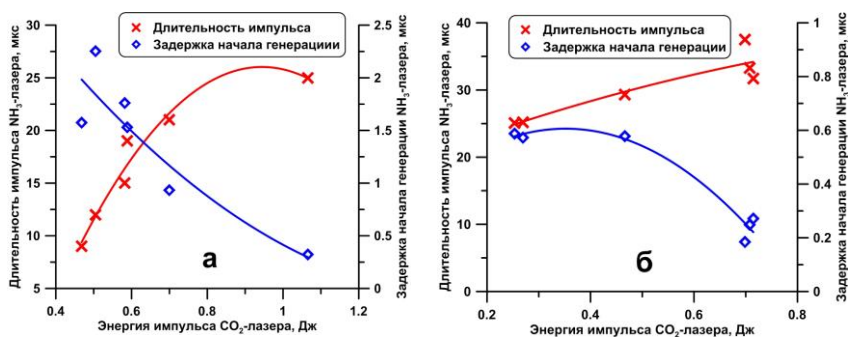 Длительность импульса
Задержка начала генерациии
Длительность импульса NH₃-лазера, мкс
30
25
20
15
10
5
2.5
2
1.5
1
0.5
0
Задержка начала генерации NH₃-лазера, мкс
а
0.4 0.6 0.8 1 1.2
Энергия импульса CO₂-лазера, Дж
Длительность импульса
Задержка начала генерации
Длительность импульса NH₃-лазера, мкс
40
30
20
10
0
1
0.8
0.6
0.4
0.2
0
Задержка начала генерации NH₃-лазера, мкс
б
0.2 0.4 0.6 0.8
Энергия импульса CO₂-лазера, Дж